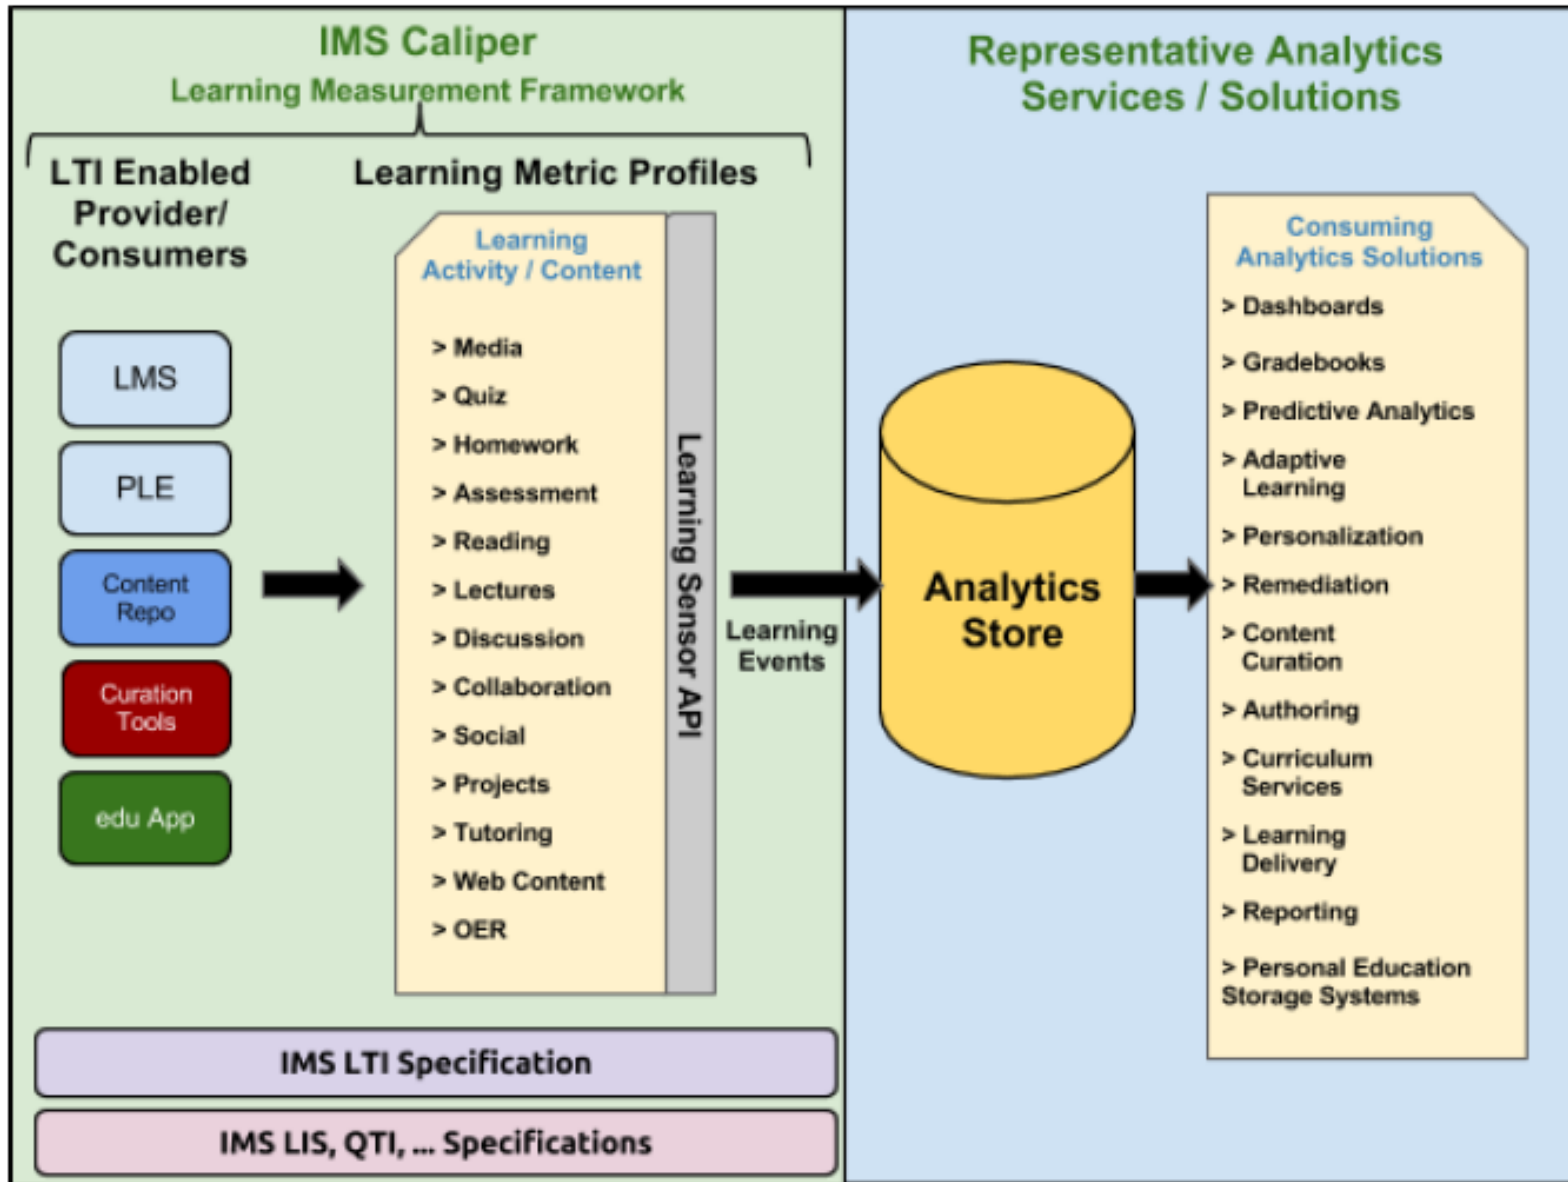 IMS Caliper
Learning Measurement Framework
LTI Enabled
Provider/
Consumers
LMS
PLE
Content
Repo
Curation
Tools
edu App
Learning Metric Profiles
Learning
Activity / Content
> Media
> Quiz
> Homework
> Assessment
> Reading
> Lectures
> Discussion
> Collaboration
> Social
> Projects
> Tutoring
> Web Content
> OER
Learning Sensor API
Learning
Events
IMS LTI Specification
IMS LIS, QTI, ... Specifications
Representative Analytics
Services / Solutions
Analytics
Store
Consuming
Analytics Solutions
> Dashboards
> Gradebooks
> Predictive Analytics
> Adaptive
Learning
> Personalization
> Remediation
> Content
Curation
> Authoring
> Curriculum
Services
> Learning
Delivery
> Reporting
> Personal Education
Storage Systems